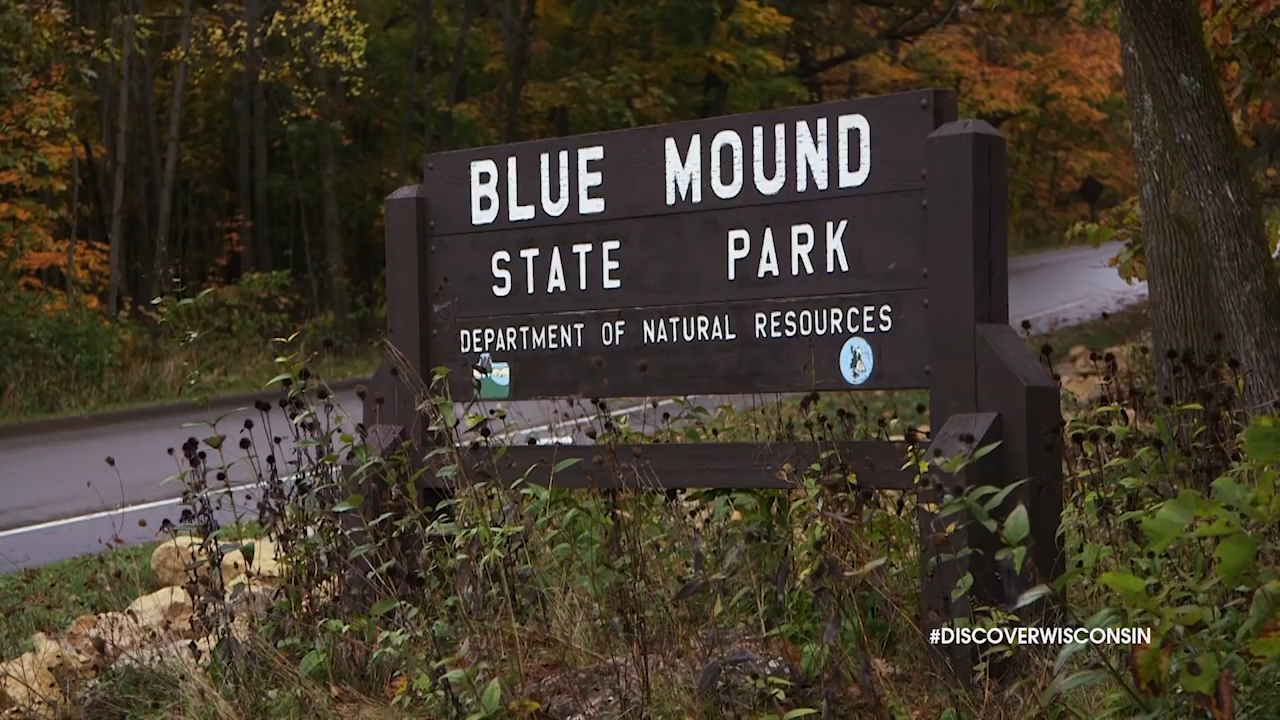 BLUE MOUND
STATE PARK
DEPARTMENT OF NATURAL RESOURCES
#DISCOVERWISCONSIN